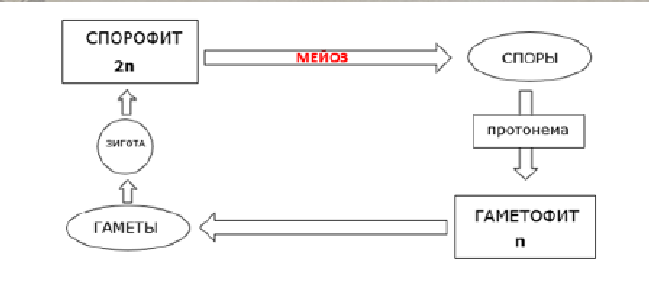 СПОРОФИТ
2n
МЕЙОЗ
СПОРЫ
протонема
ГАМЕТОФИТ
n
ГАМЕТЫ
ЗИГОТА